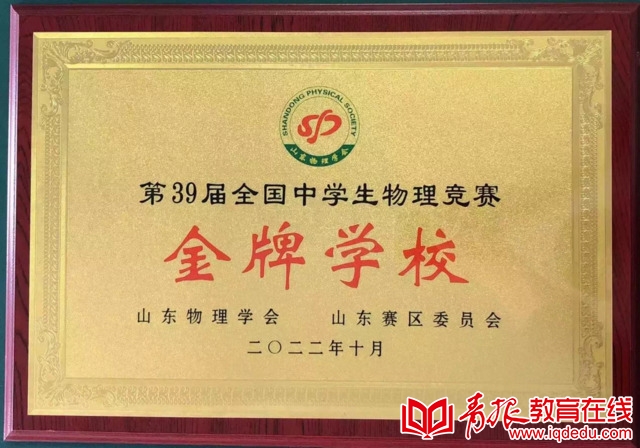 SHANDONG PHYSICAL SOCIETY
山东物理学会
第39届全国中学生物理竞赛
金牌学校
山东物理学会 山东赛区委员会
二〇二二年十月
青报教育在线
www.iqdedu.com